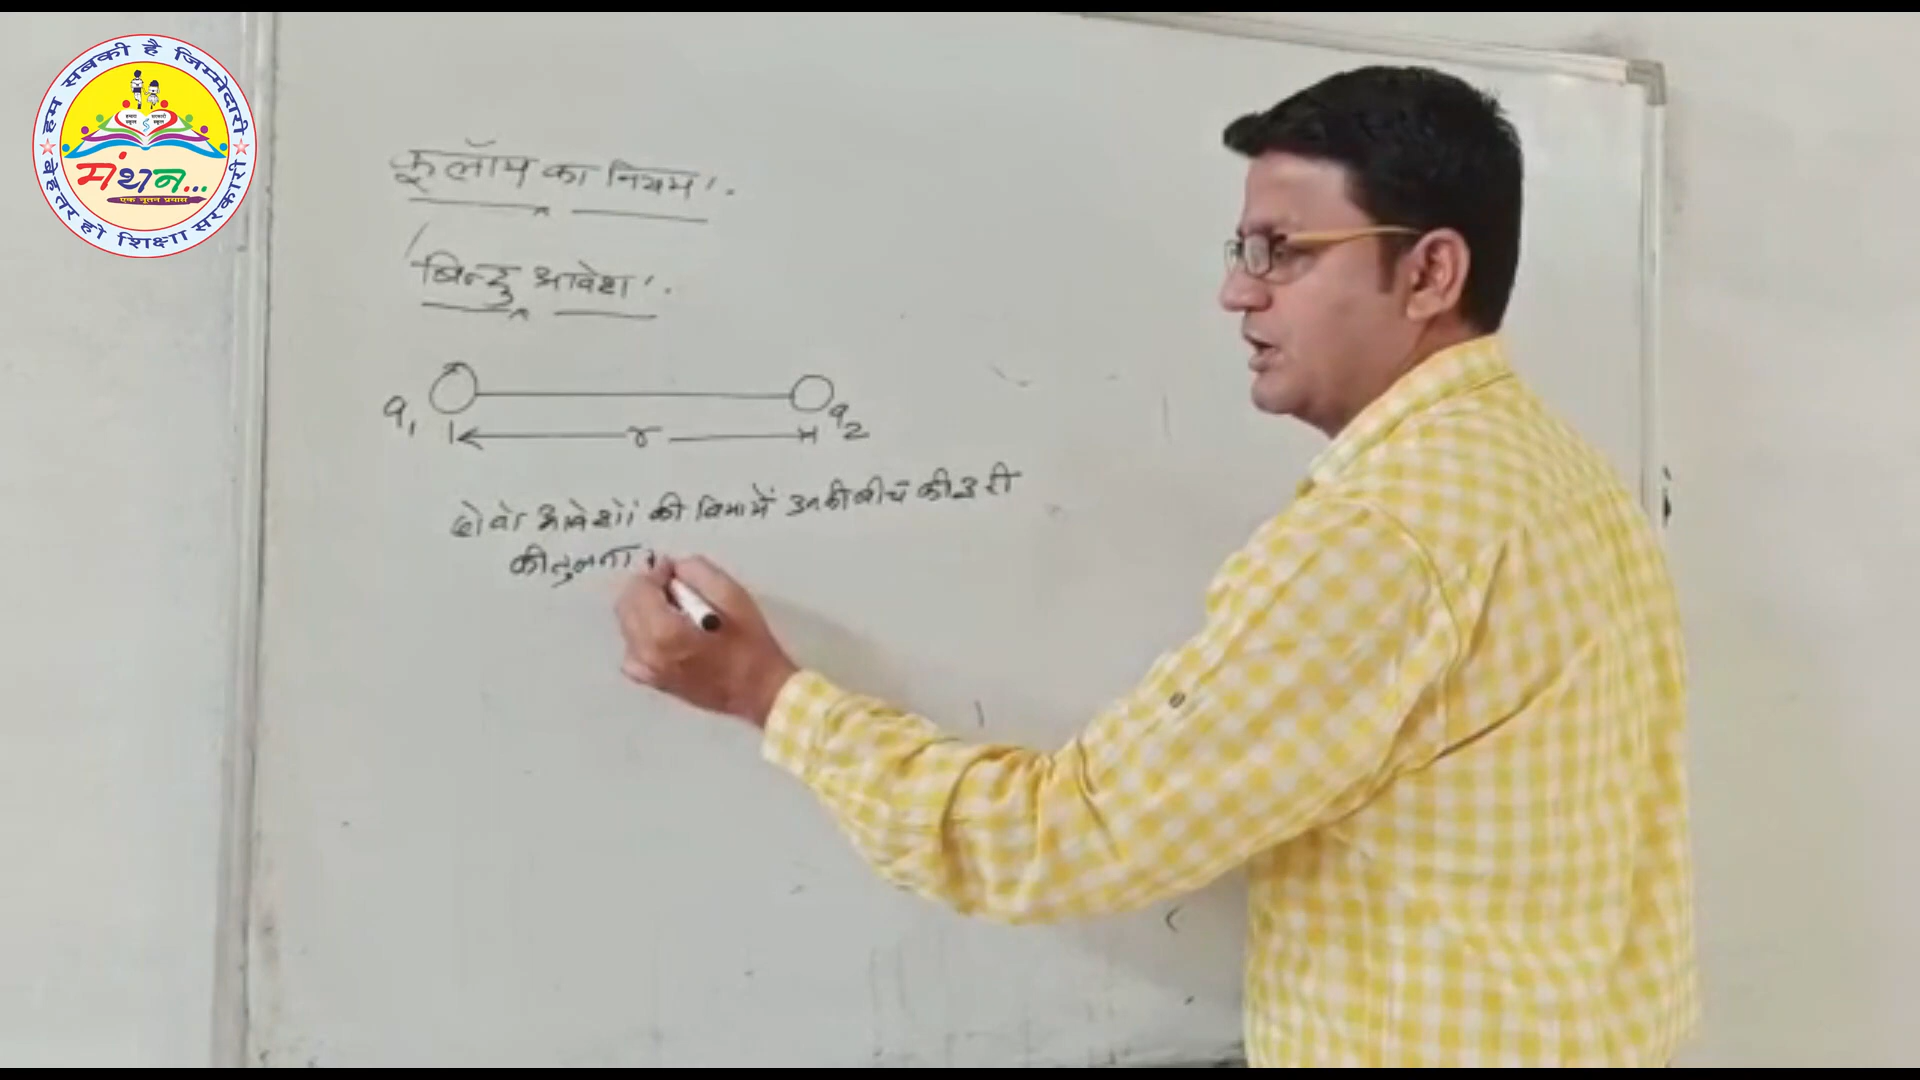 हम सबकी है जिम्मेदारी
बेहतर हो शिक्षा सरकारी
मंथन...
एक नूतन प्रयास
कूलॉम का नियम :-
बिन्दु आवेश :-
q1 r q2
आवेशों की विमा में उनकी बीच की दूरी
की तुलना